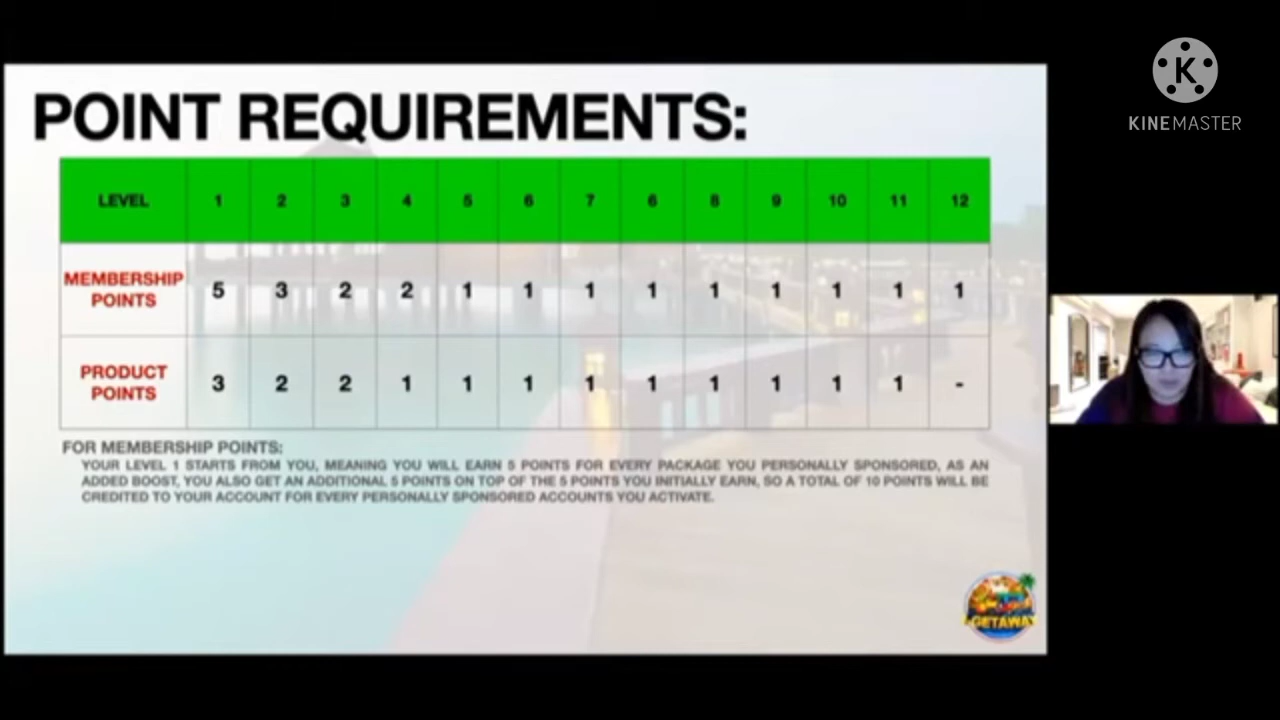 POINT REQUIREMENTS:
LEVEL 1 2 3 4 5 6 7 6 8 9 10 11 12
MEMBERSHIP
POINTS 5 3 2 2 1 1 1 1 1 1 1 1 1
PRODUCT
POINTS 3 2 2 1 1 1 1 1 1 1 1 1 -
FOR MEMBERSHIP POINTS:
YOUR LEVEL 1 STARTS FROM YOU, MEANING YOU WILL EARN 5 POINTS FOR EVERY PACKAGE YOU PERSONALLY SPONSORED, AS AN
ADDED BOOST, YOU ALSO GET AN ADDITIONAL 5 POINTS ON TOP OF THE 5 POINTS YOU INITIALLY EARN, SO A TOTAL OF 10 POINTS WILL BE
CREDITED TO YOUR ACCOUNT FOR EVERY PERSONALLY SPONSORED ACCOUNTS YOU ACTIVATE.
GETAWAY
K
KINEMASTER